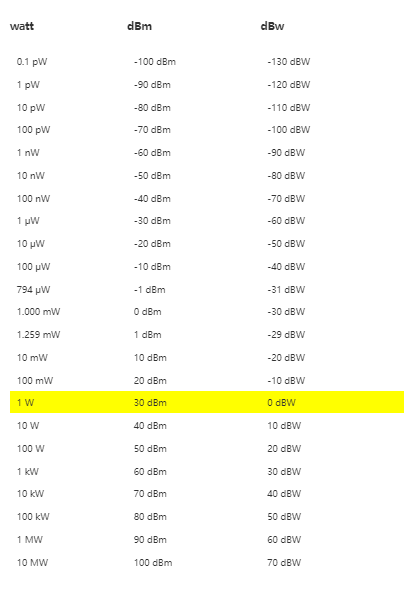 watt dBm dBw
0.1 pW -100 dBm -130 dBW
1 pW -90 dBm -120 dBW
10 pW -80 dBm -110 dBW
100 pW -70 dBm -100 dBW
1 nW -60 dBm -90 dBW
10 nW -50 dBm -80 dBW
100 nW -40 dBm -70 dBW
1 µW -30 dBm -60 dBW
10 µW -20 dBm -50 dBW
100 µW -10 dBm -40 dBW
794 µW -1 dBm -31 dBW
1.000 mW 0 dBm -30 dBW
1.259 mW 1 dBm -29 dBW
10 mW 10 dBm -20 dBW
100 mW 20 dBm -10 dBW
1 W 30 dBm 0 dBW
10 W 40 dBm 10 dBW
100 W 50 dBm 20 dBW
1 kW 60 dBm 30 dBW
10 kW 70 dBm 40 dBW
100 kW 80 dBm 50 dBW
1 MW 90 dBm 60 dBW
10 MW 100 dBm 70 dBW